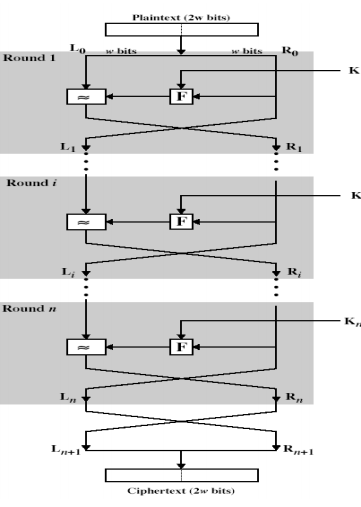 Plaintext (2w bits)
L0 w bits w bits R0
Round 1
K
≈ F
L1 R1
Round i
K
≈ F
Li Ri
Round n
Kn
≈ F
Ln Rn
Ln+1 Rn+1
Ciphertext (2w bits)